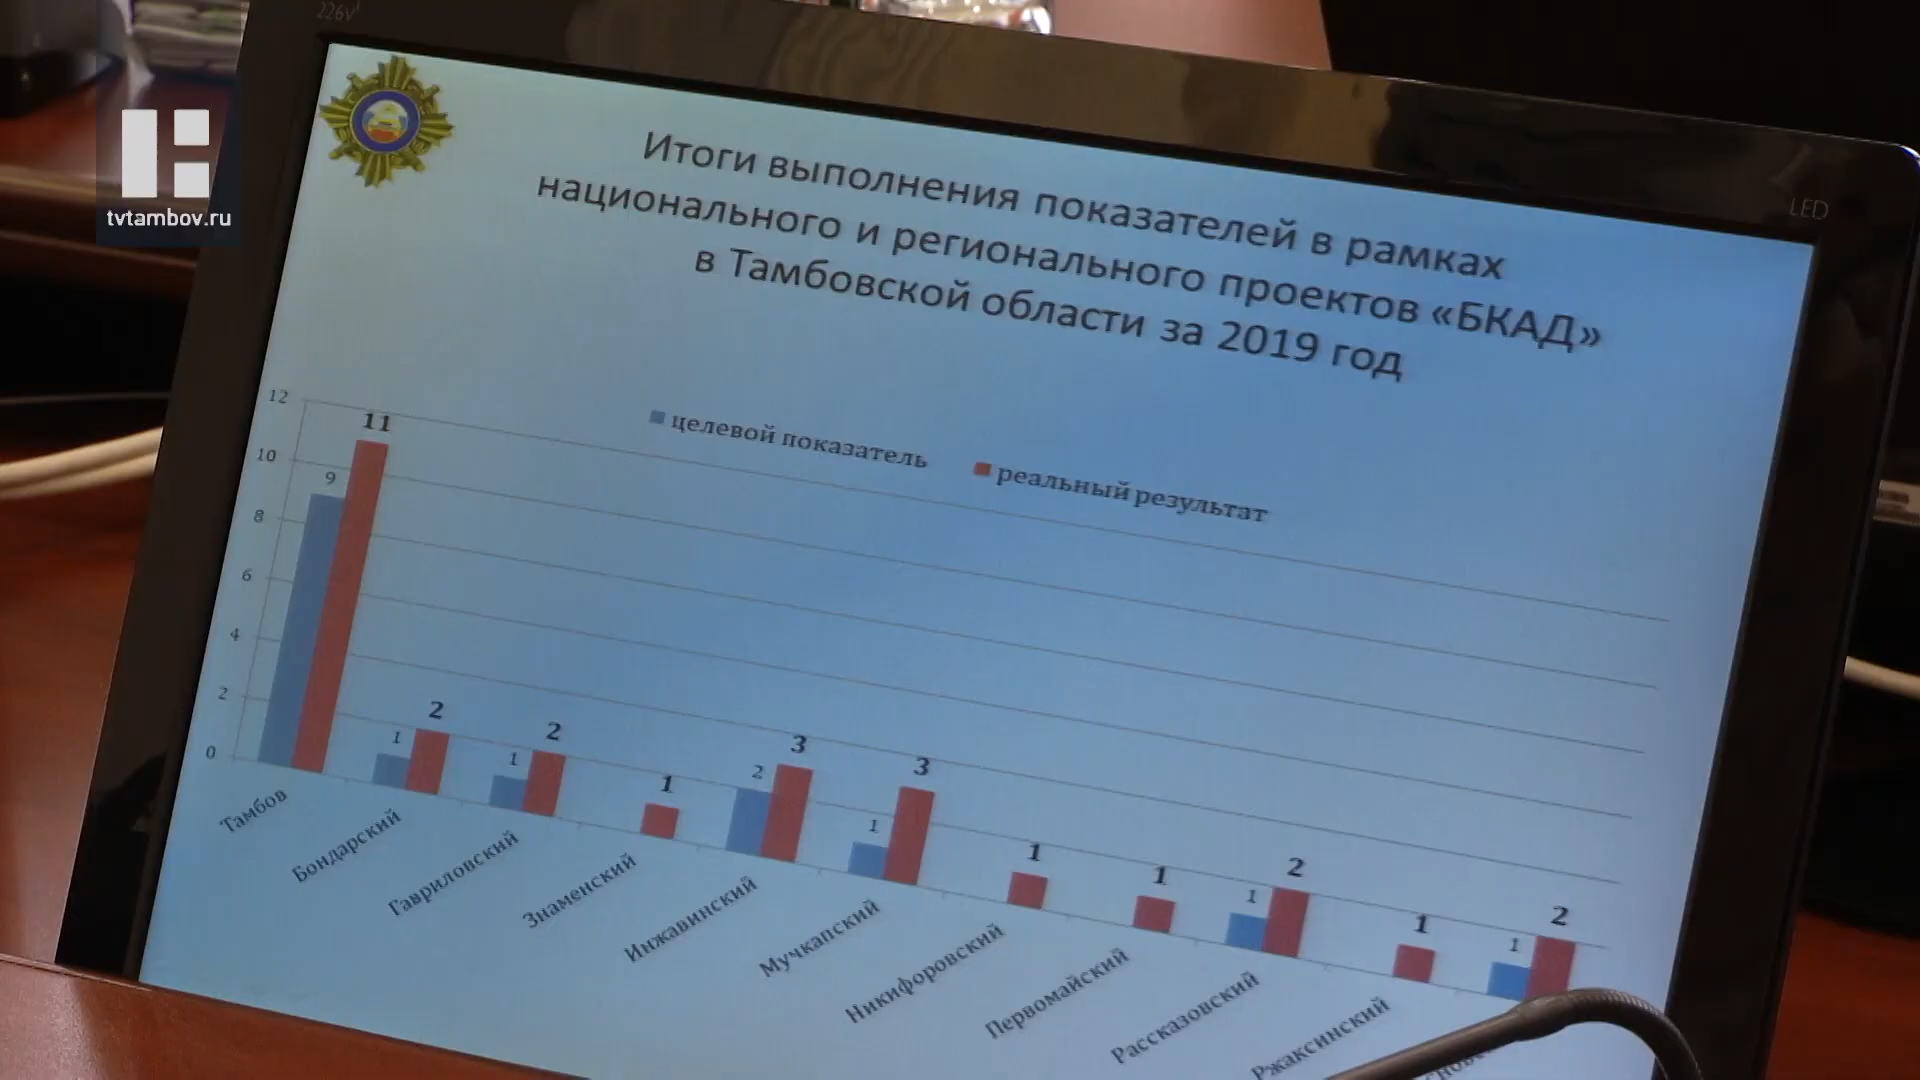 226v
tvtambov.ru
LED
Итоги выполнения показателей в рамках
национального и регионального проектов «БКАД»
в Тамбовской области за 2019 год
целевой показатель
реальный результат
12
10
8
6
4
2
0
9
11
1
2
1
2
1
2
3
1
3
1
1
1
2
1
1
2
Тамбов
Бондарский
Гавриловский
Знаменский
Инжавинский
Мучкапский
Никифоровский
Первомайский
Рассказовский
Ржаксинский